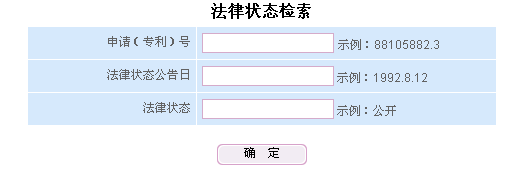 法律状态检索
申请（专利）号 示例：88105882.3
法律状态公告日 示例：1992.8.12
法律状态 示例：公开
确 定